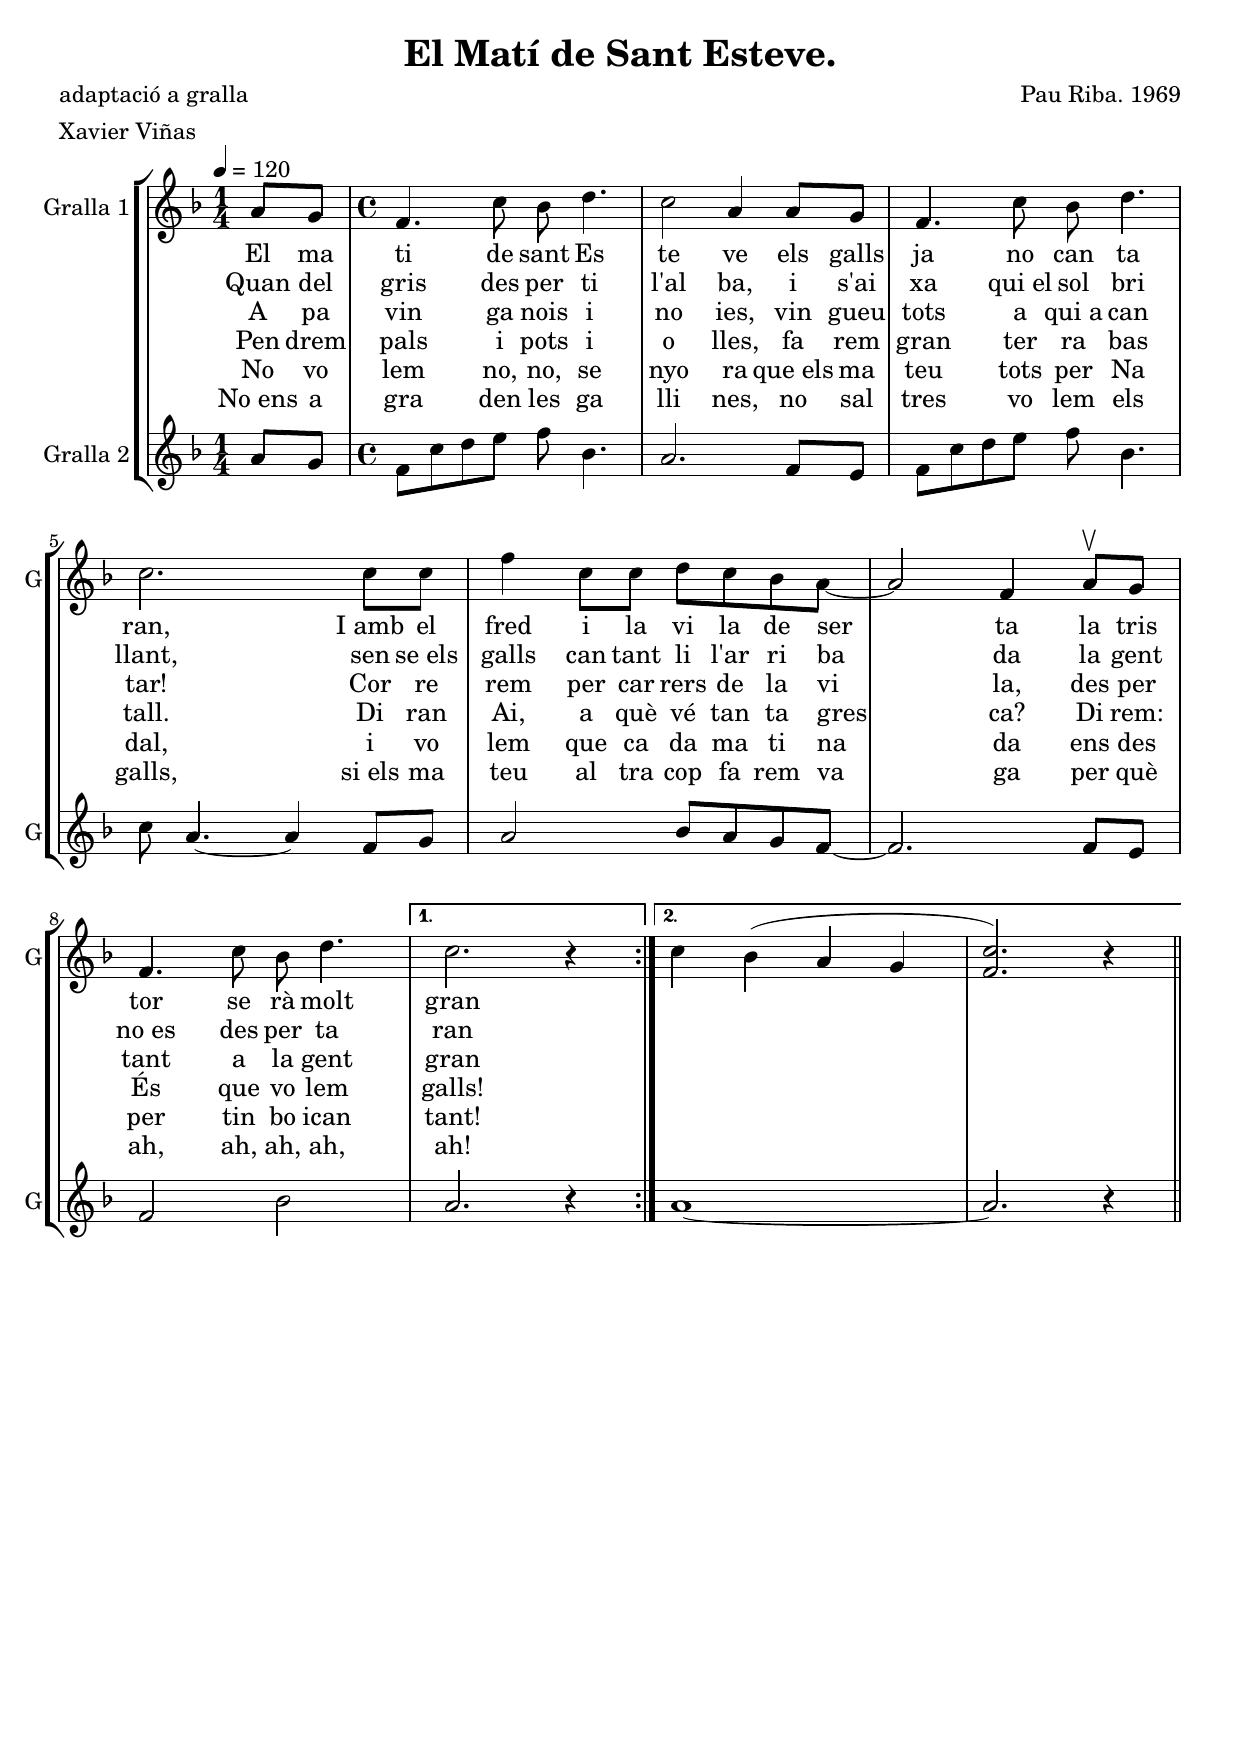 El Matí de Sant Esteve.
adaptació a gralla
Pau Riba. 1969
Xavier Viñas
= 120
Gralla 1
El ma ti de sant Es te ve els galls ja no can ta
Quan del gris des per ti l'al ba, i s'ai xa qui el sol bri
A pa vin ga nois i no ies, vin gueu tots a qui a can
Pen drem pals i pots i o lles, fa rem gran ter ra bas
No vo lem no, no, se nyo ra que els ma teu tots per Na
No ens a gra den les ga lli nes, no sal tres vo lem els
Gralla 2
5
G
ran, I amb el fred i la vi la de ser ta la tris
llant, sen se els galls can tant li l'ar ri ba da la gent
tar! Cor re rem per car rers de la vi la, des per
tall. Di ran Ai, a què vé tan ta gres ca? Di rem:
dal, i vo lem que ca da ma ti na da ens des
galls, si els ma teu al tra cop fa rem va ga per què
G
8
1.
2.
G
tor se rà molt gran
no es des per ta ran
tant a la gent gran
És que vo lem galls!
per tin bo ican tant!
ah, ah, ah, ah, ah!
G